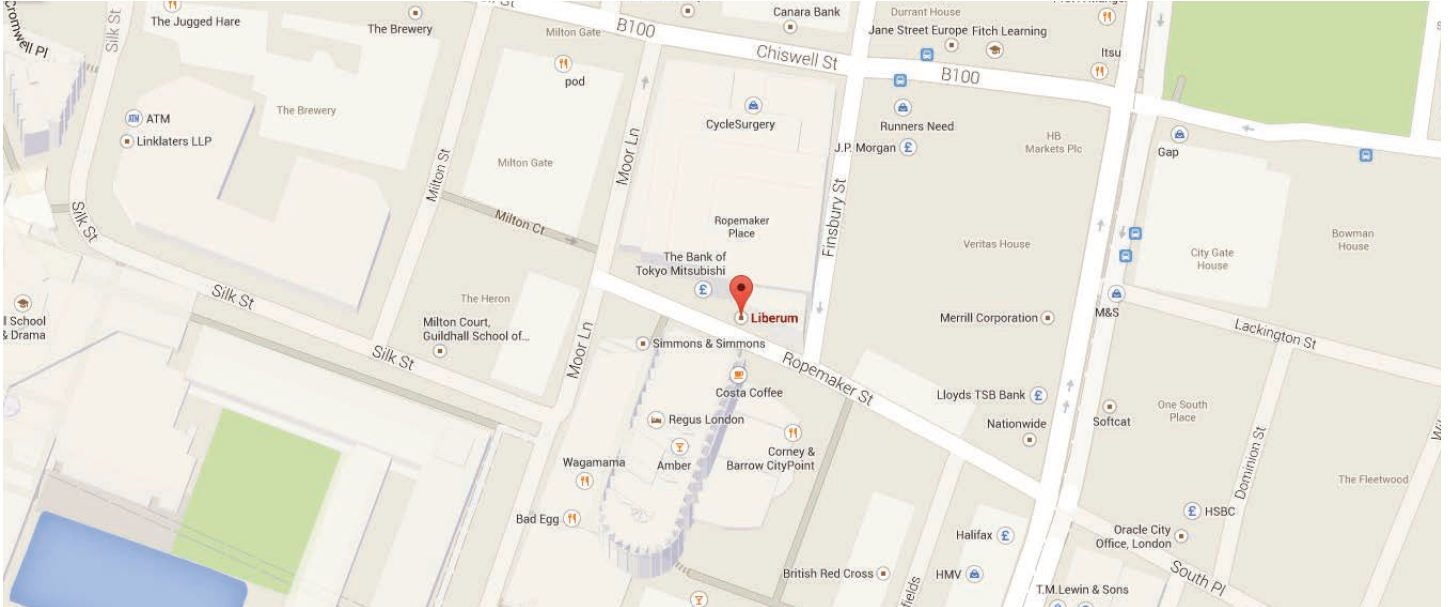 Cromwell Pl
Silk St
The Jugged Hare
The Brewery
B100
Milton Gate
Canara Bank
Durrant House
Jane Street Europe
Fitch Learning
Itsu
Chiswell St
B100
pod
ATM
Linklaters LLP
The Brewery
CycleSurgery
Runners Need
J.P. Morgan
HB
Markets Plc
Gap
Milton St
Milton Gate
Moor Ln
Finsbury St
Silk St
Milton Ct
Ropemaker
Place
Veritas House
City Gate
House
Bowman
House
The Bank of
Tokyo Mitsubishi
Silk St
The Heron
Liberum
Merrill Corporation
M&S
Lackington St
School
& Drama
Milton Court,
Guildhall School of...
Simmons & Simmons
Silk St
Moor Ln
Ropemaker St
Costa Coffee
Lloyds TSB Bank
Softcat
One South
Place
Regus London
Nationwide
Dominion St
Amber
Corney &
Barrow CityPoint
Wagamama
The Fleetwood
Bad Egg
HSBC
Halifax
Oracle City
Office, London
British Red Cross
HMV
South Pl
fields
T.M.Lewin & Sons